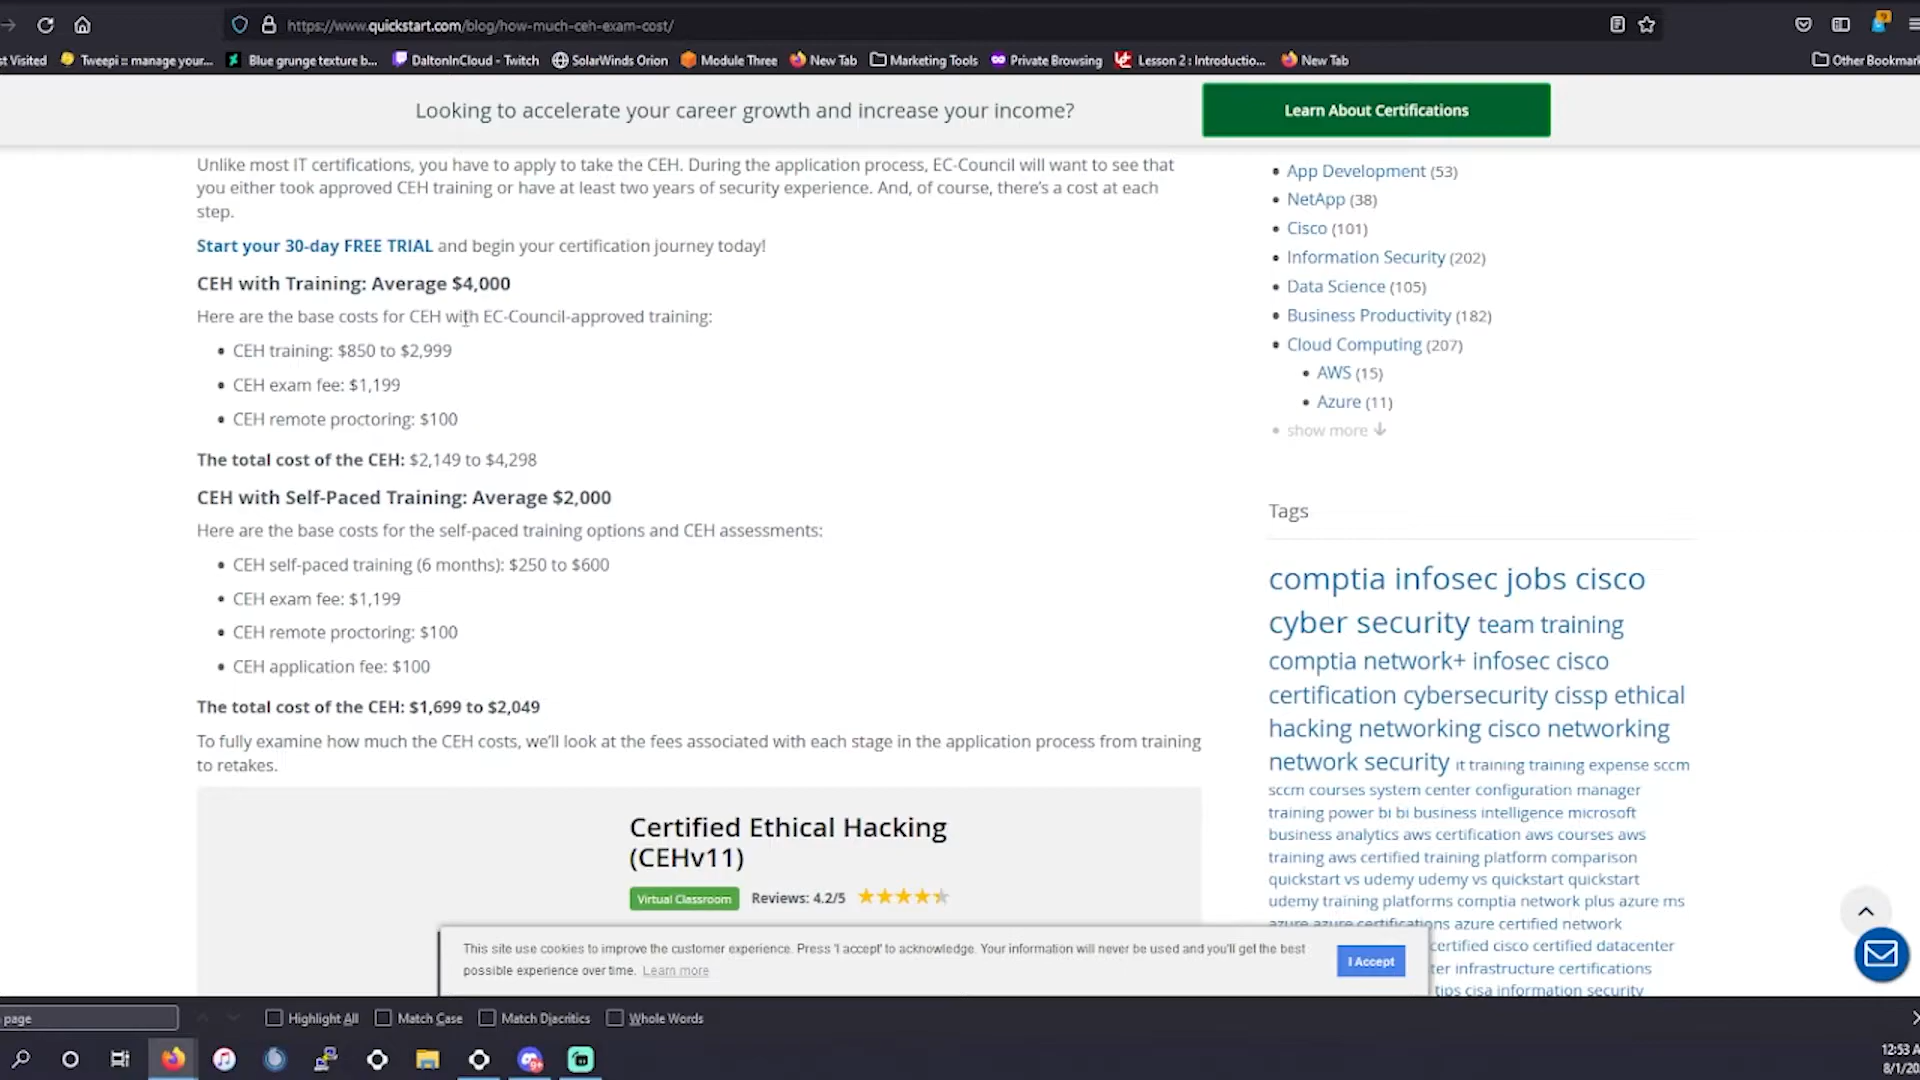 https://www.quickstart.com/blog/how-much-ceh-exam-cost/
t Visited
Tweepi :: manage your...
Blue grunge texture b...
DaltonInCloud - Twitch
SolarWinds Orion
Module Three
New Tab
Marketing Tools
Private Browsing
Lesson 2 : Introductio...
New Tab
Other Bookmar
Looking to accelerate your career growth and increase your income?
Learn About Certifications
Unlike most IT certifications, you have to apply to take the CEH. During the application process, EC-Council will want to see that
you either took approved CEH training or have at least two years of security experience. And, of course, there's a cost at each
step.
Start your 30-day FREE TRIAL and begin your certification journey today!
CEH with Training: Average $4,000
Here are the base costs for CEH with EC-Council-approved training:
• CEH training: $850 to $2,999
• CEH exam fee: $1,199
• CEH remote proctoring: $100
The total cost of the CEH: $2,149 to $4,298
CEH with Self-Paced Training: Average $2,000
Here are the base costs for the self-paced training options and CEH assessments:
• CEH self-paced training (6 months): $250 to $600
• CEH exam fee: $1,199
• CEH remote proctoring: $100
• CEH application fee: $100
The total cost of the CEH: $1,699 to $2,049
To fully examine how much the CEH costs, we'll look at the fees associated with each stage in the application process from training
to retakes.
Certified Ethical Hacking
(CEHv11)
Virtual Classroom
Reviews: 4.2/5
• App Development (53)
• NetApp (38)
• Cisco (101)
• Information Security (202)
• Data Science (105)
• Business Productivity (182)
• Cloud Computing (207)
• AWS (15)
• Azure (11)
• show more
Tags
comptia infosec jobs cisco
cyber security team training
comptia network+ infosec cisco
certification cybersecurity cissp ethical
hacking networking cisco networking
network security it training training expense sccm
sccm courses system center configuration manager
training power bi bi business intelligence microsoft
business analytics aws certification aws courses aws
training aws certified training platform comparison
quickstart vs udemy udemy vs quickstart quickstart
udemy training platforms comptia network plus azure ms
azure azure certifications azure certified network
certified cisco certified datacenter
ter infrastructure certifications
tips cisa information security
This site use cookies to improve the customer experience. Press 'I accept' to acknowledge. Your information will never be used and you'll get the best
possible experience over time. Learn more
I Accept
page
Highlight All
Match Case
Match Diacritics
Whole Words
12:53 A
8/1/20